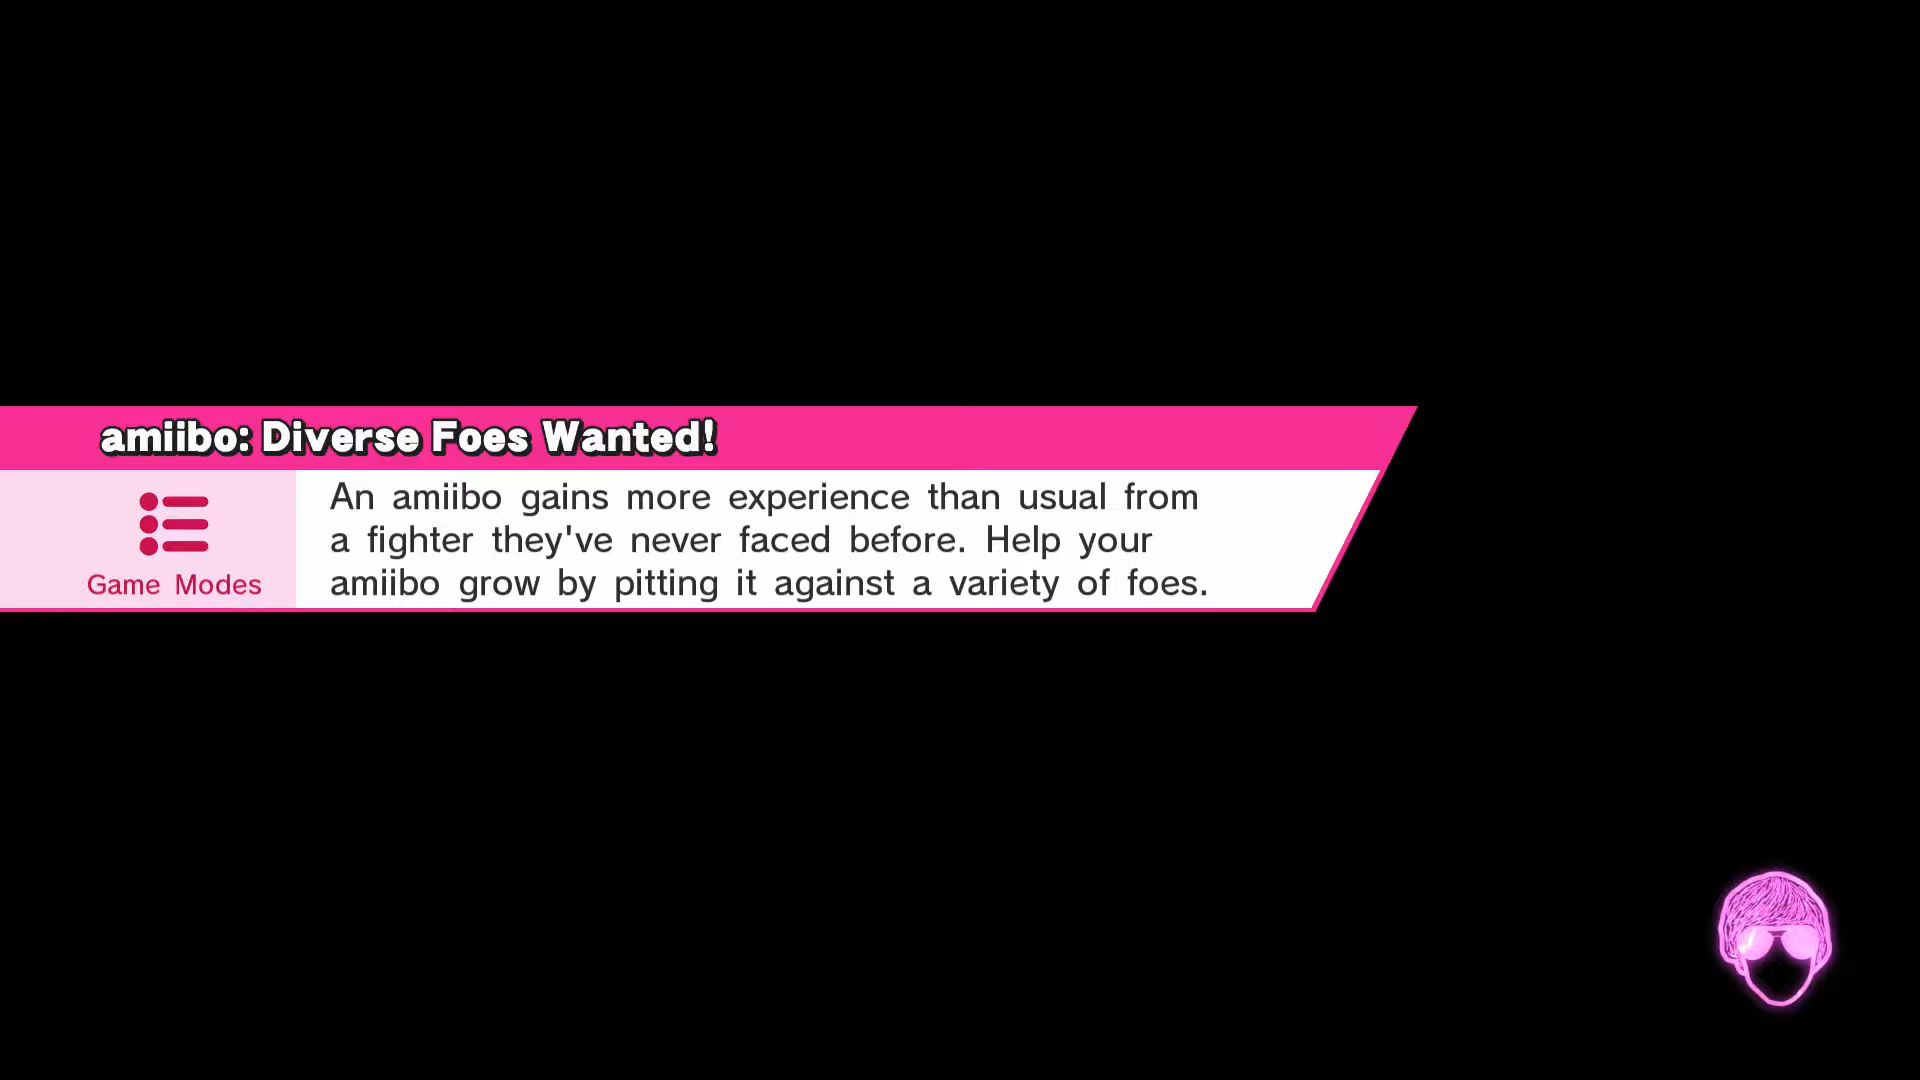 amiibo: Diverse Foes Wanted!
Game Modes
An amiibo gains more experience than usual from
a fighter they've never faced before. Help your
amiibo grow by pitting it against a variety of foes.